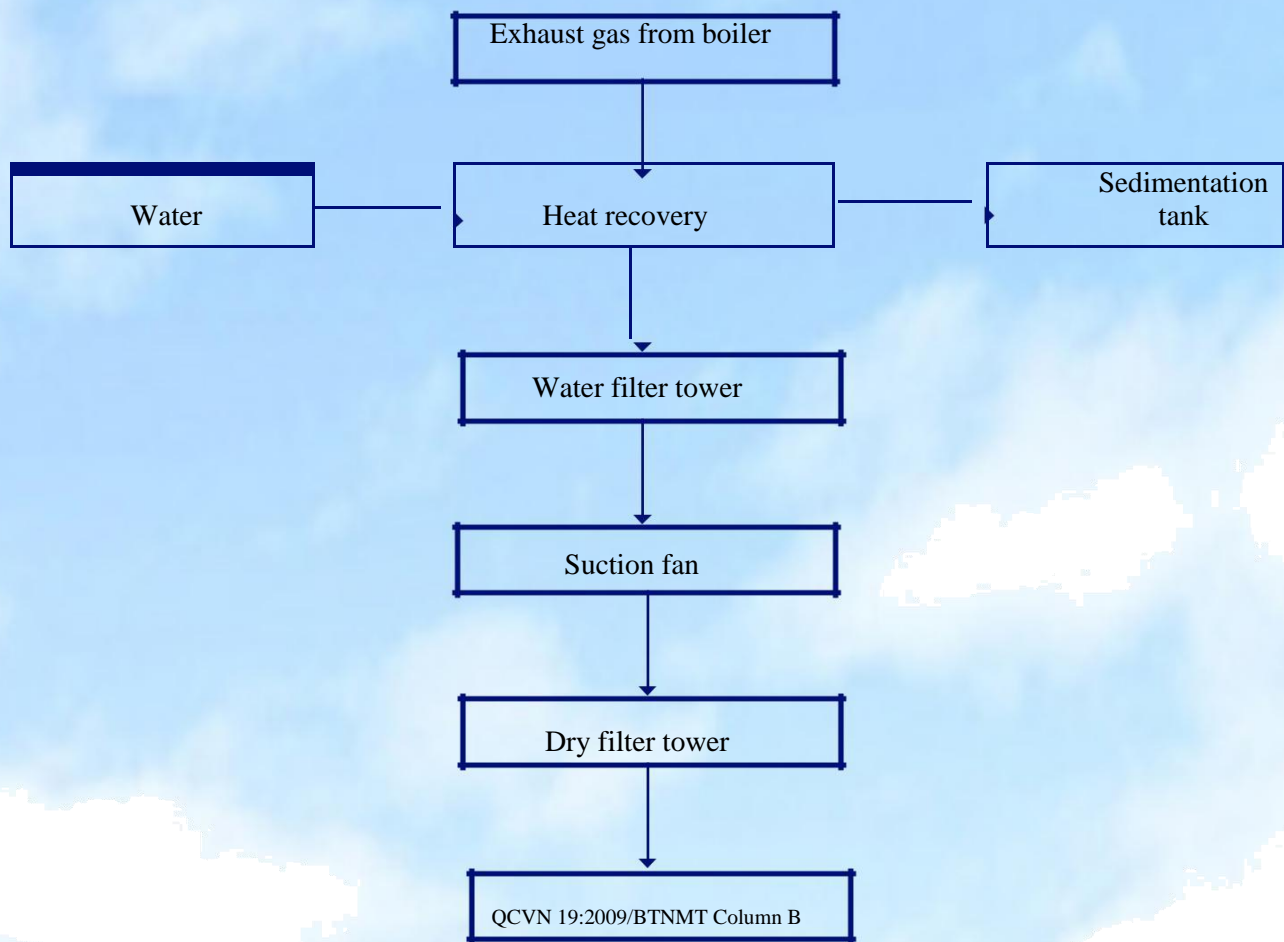 Exhaust gas from boiler
Water
Heat recovery
Sedimentation
tank
Water filter tower
Suction fan
Dry filter tower
QCVN 19:2009/BTNMT Column B